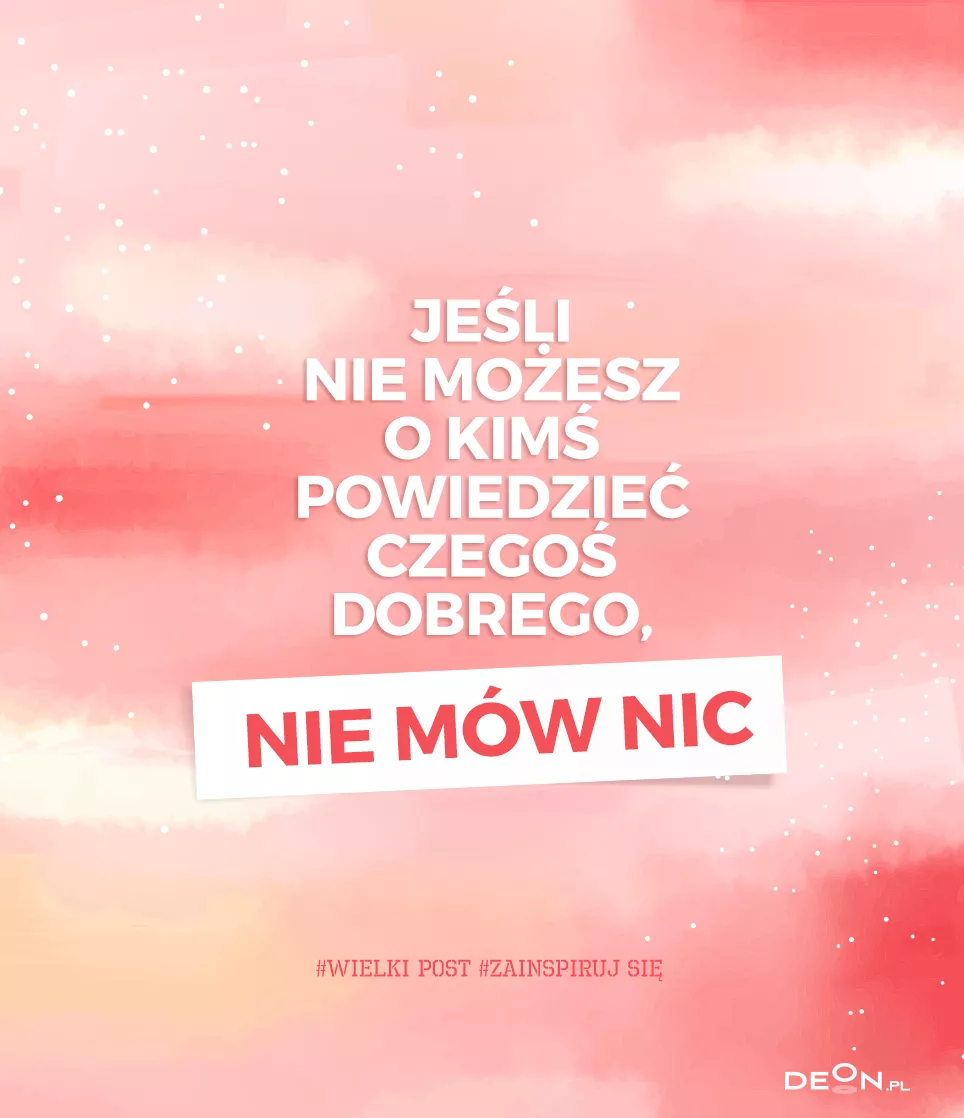 JEŚLI
NIE MOŻESZ
O KIMŚ
POWIEDZIEĆ
CZEGOŚ
DOBREGO,
NIE MÓW NIC
#WIELKI POST #ZAINSPIRUJ SIĘ
DEON.PL